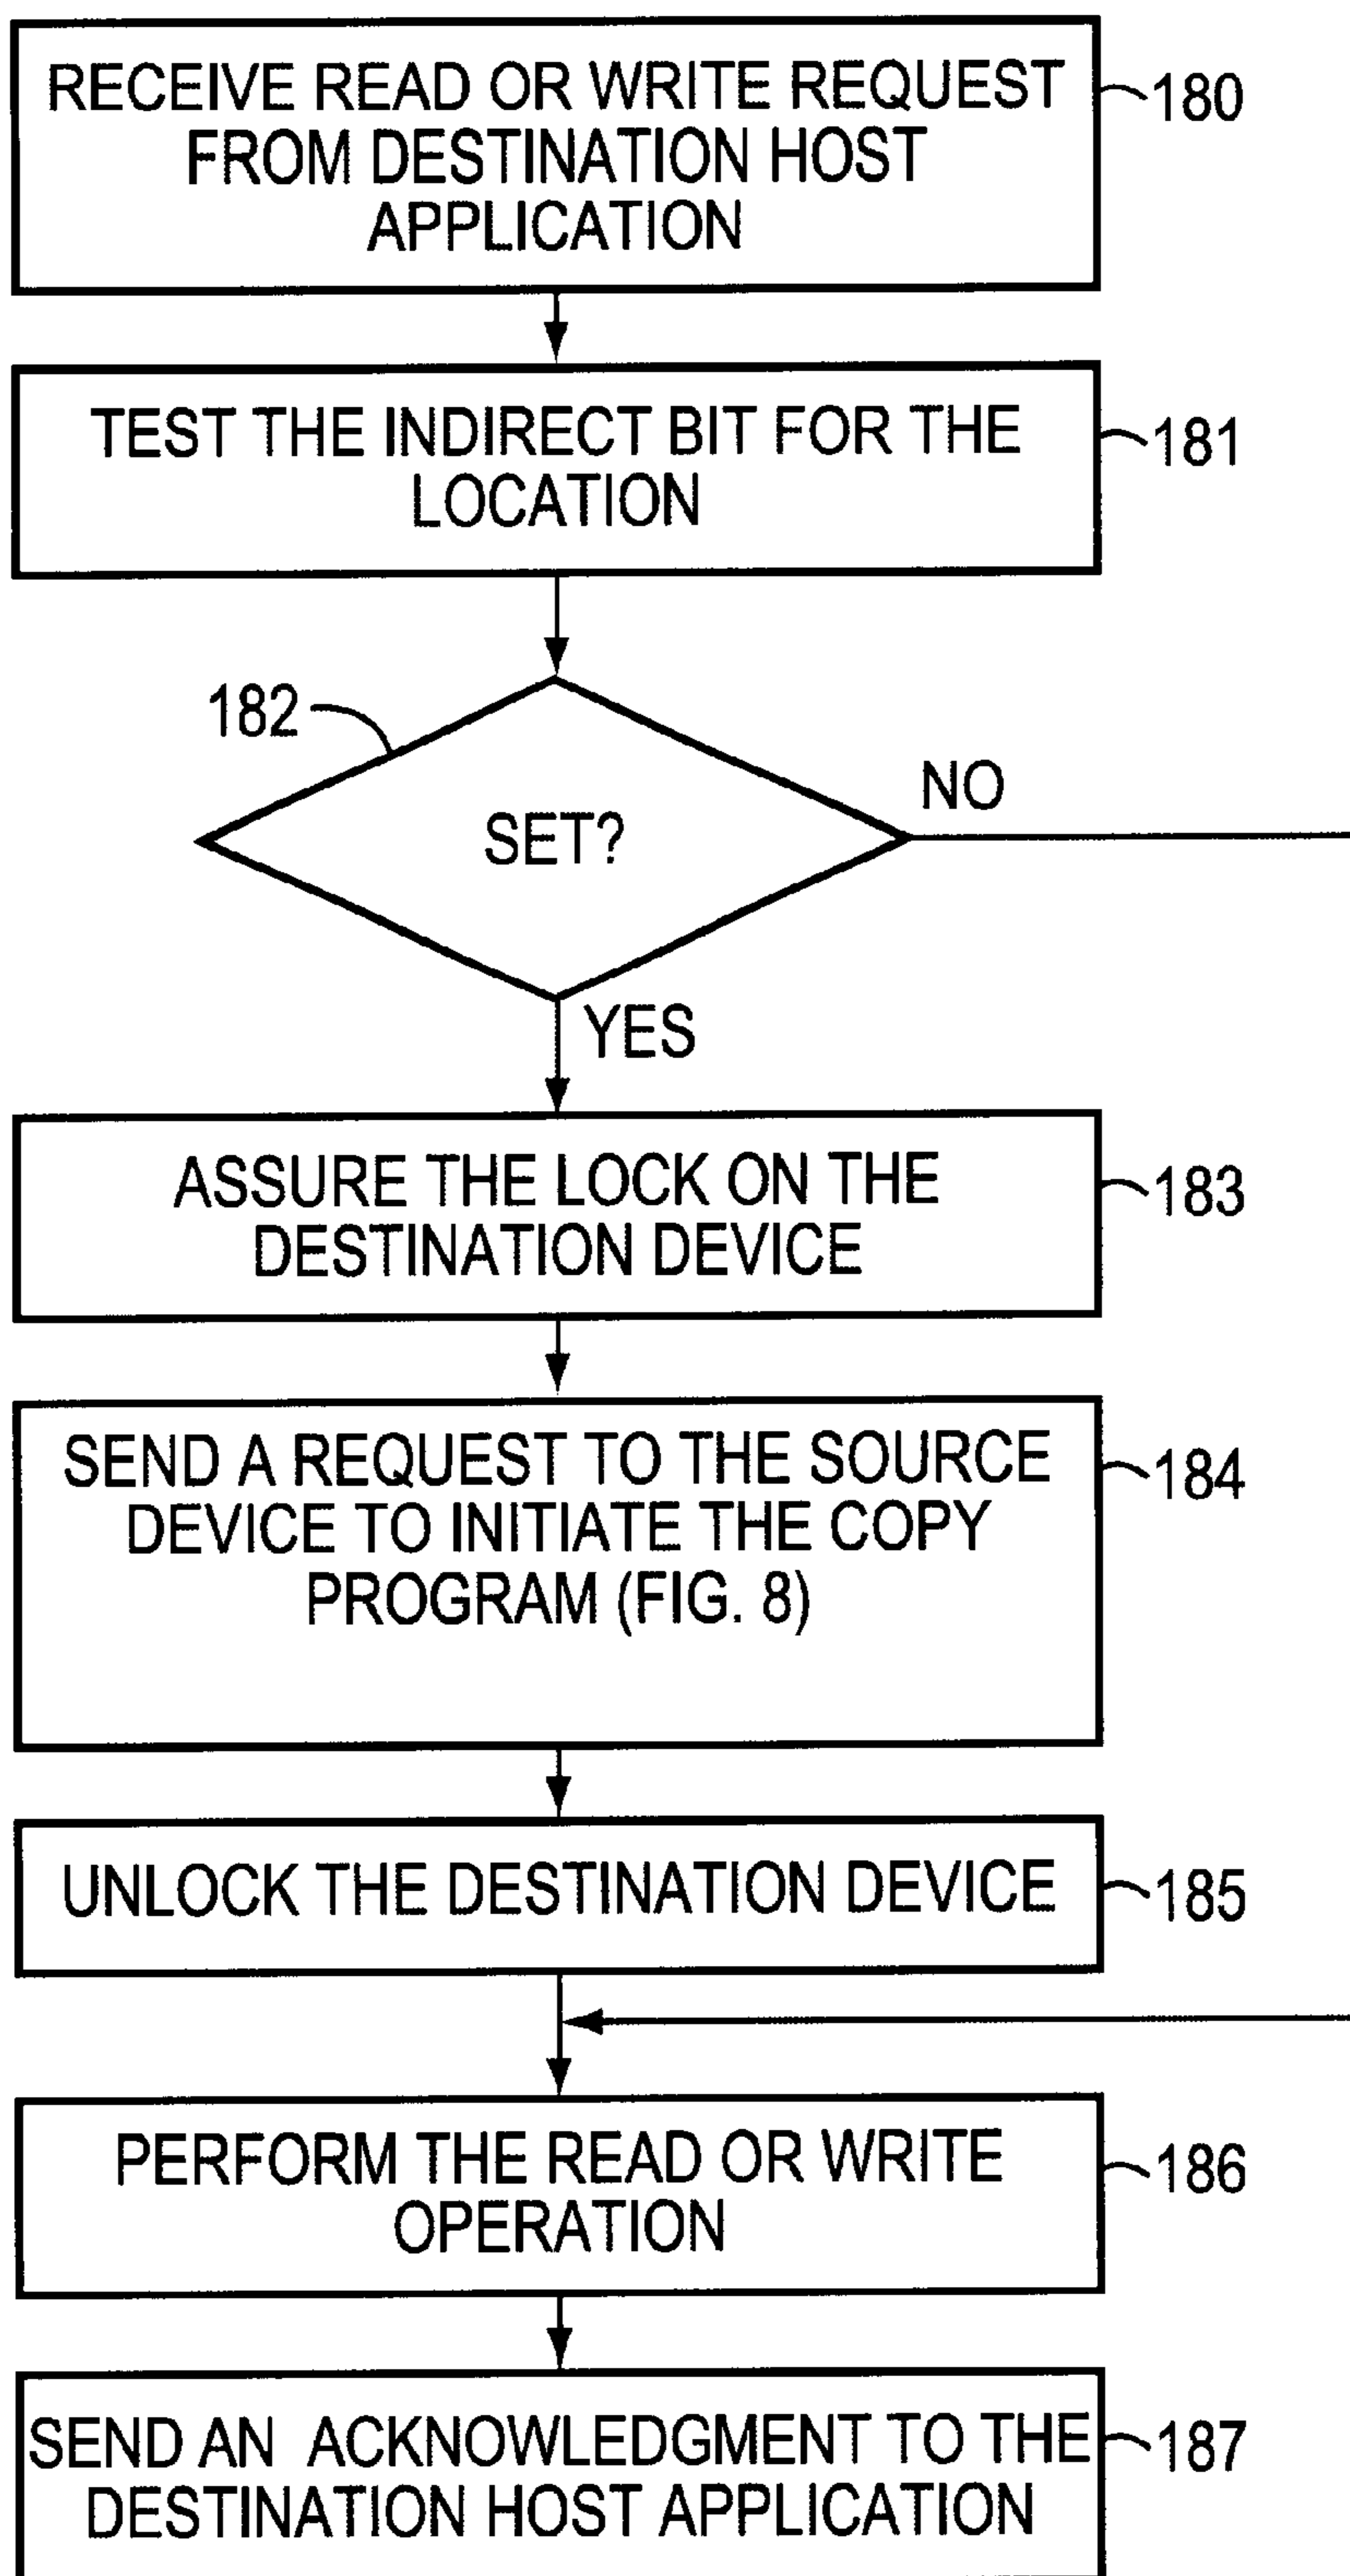 RECEIVE READ OR WRITE REQUEST
FROM DESTINATION HOST
APPLICATION
180
TEST THE INDIRECT BIT FOR THE
LOCATION
181
182
SET?
NO
YES
ASSURE THE LOCK ON THE
DESTINATION DEVICE
183
SEND A REQUEST TO THE SOURCE
DEVICE TO INITIATE THE COPY
PROGRAM (FIG. 8)
184
UNLOCK THE DESTINATION DEVICE
185
PERFORM THE READ OR WRITE
OPERATION
186
SEND AN ACKNOWLEDGMENT TO THE
DESTINATION HOST APPLICATION
187